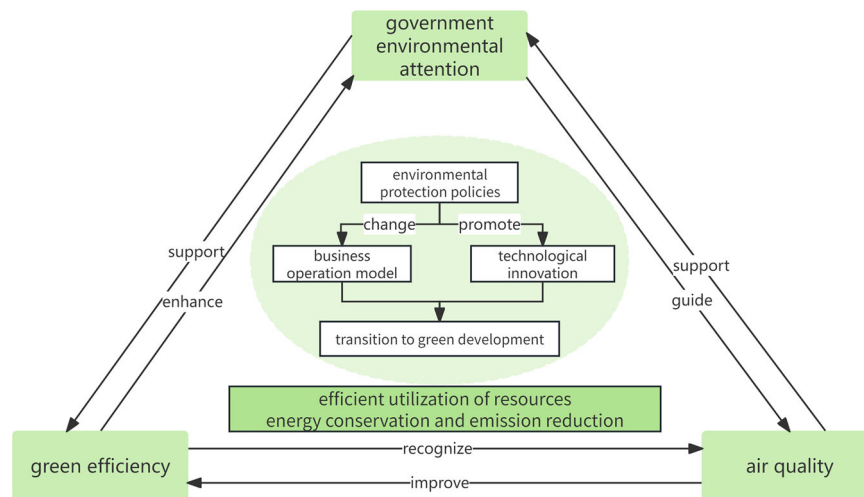 government
environmental
attention
environmental
protection policies
change
promote
business
operation model
technological
innovation
support
support
enhance
guide
transition to green development
efficient utilization of resources
energy conservation and emission reduction
green efficiency
recognize
air quality
improve